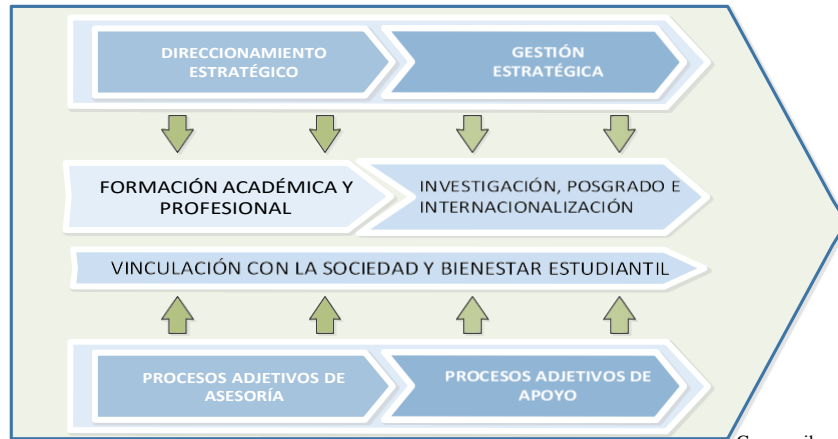 DIRECCIONAMIENTO
ESTRATÉGICO
GESTIÓN
ESTRATÉGICA
FORMACIÓN ACADÉMICA Y
PROFESIONAL
INVESTIGACIÓN, POSGRADO E
INTERNACIONALIZACIÓN
VINCULACIÓN CON LA SOCIEDAD Y BIENESTAR ESTUDIANTIL
PROCESOS ADJETIVOS DE
ASESORÍA
PROCESOS ADJETIVOS DE
APOYO